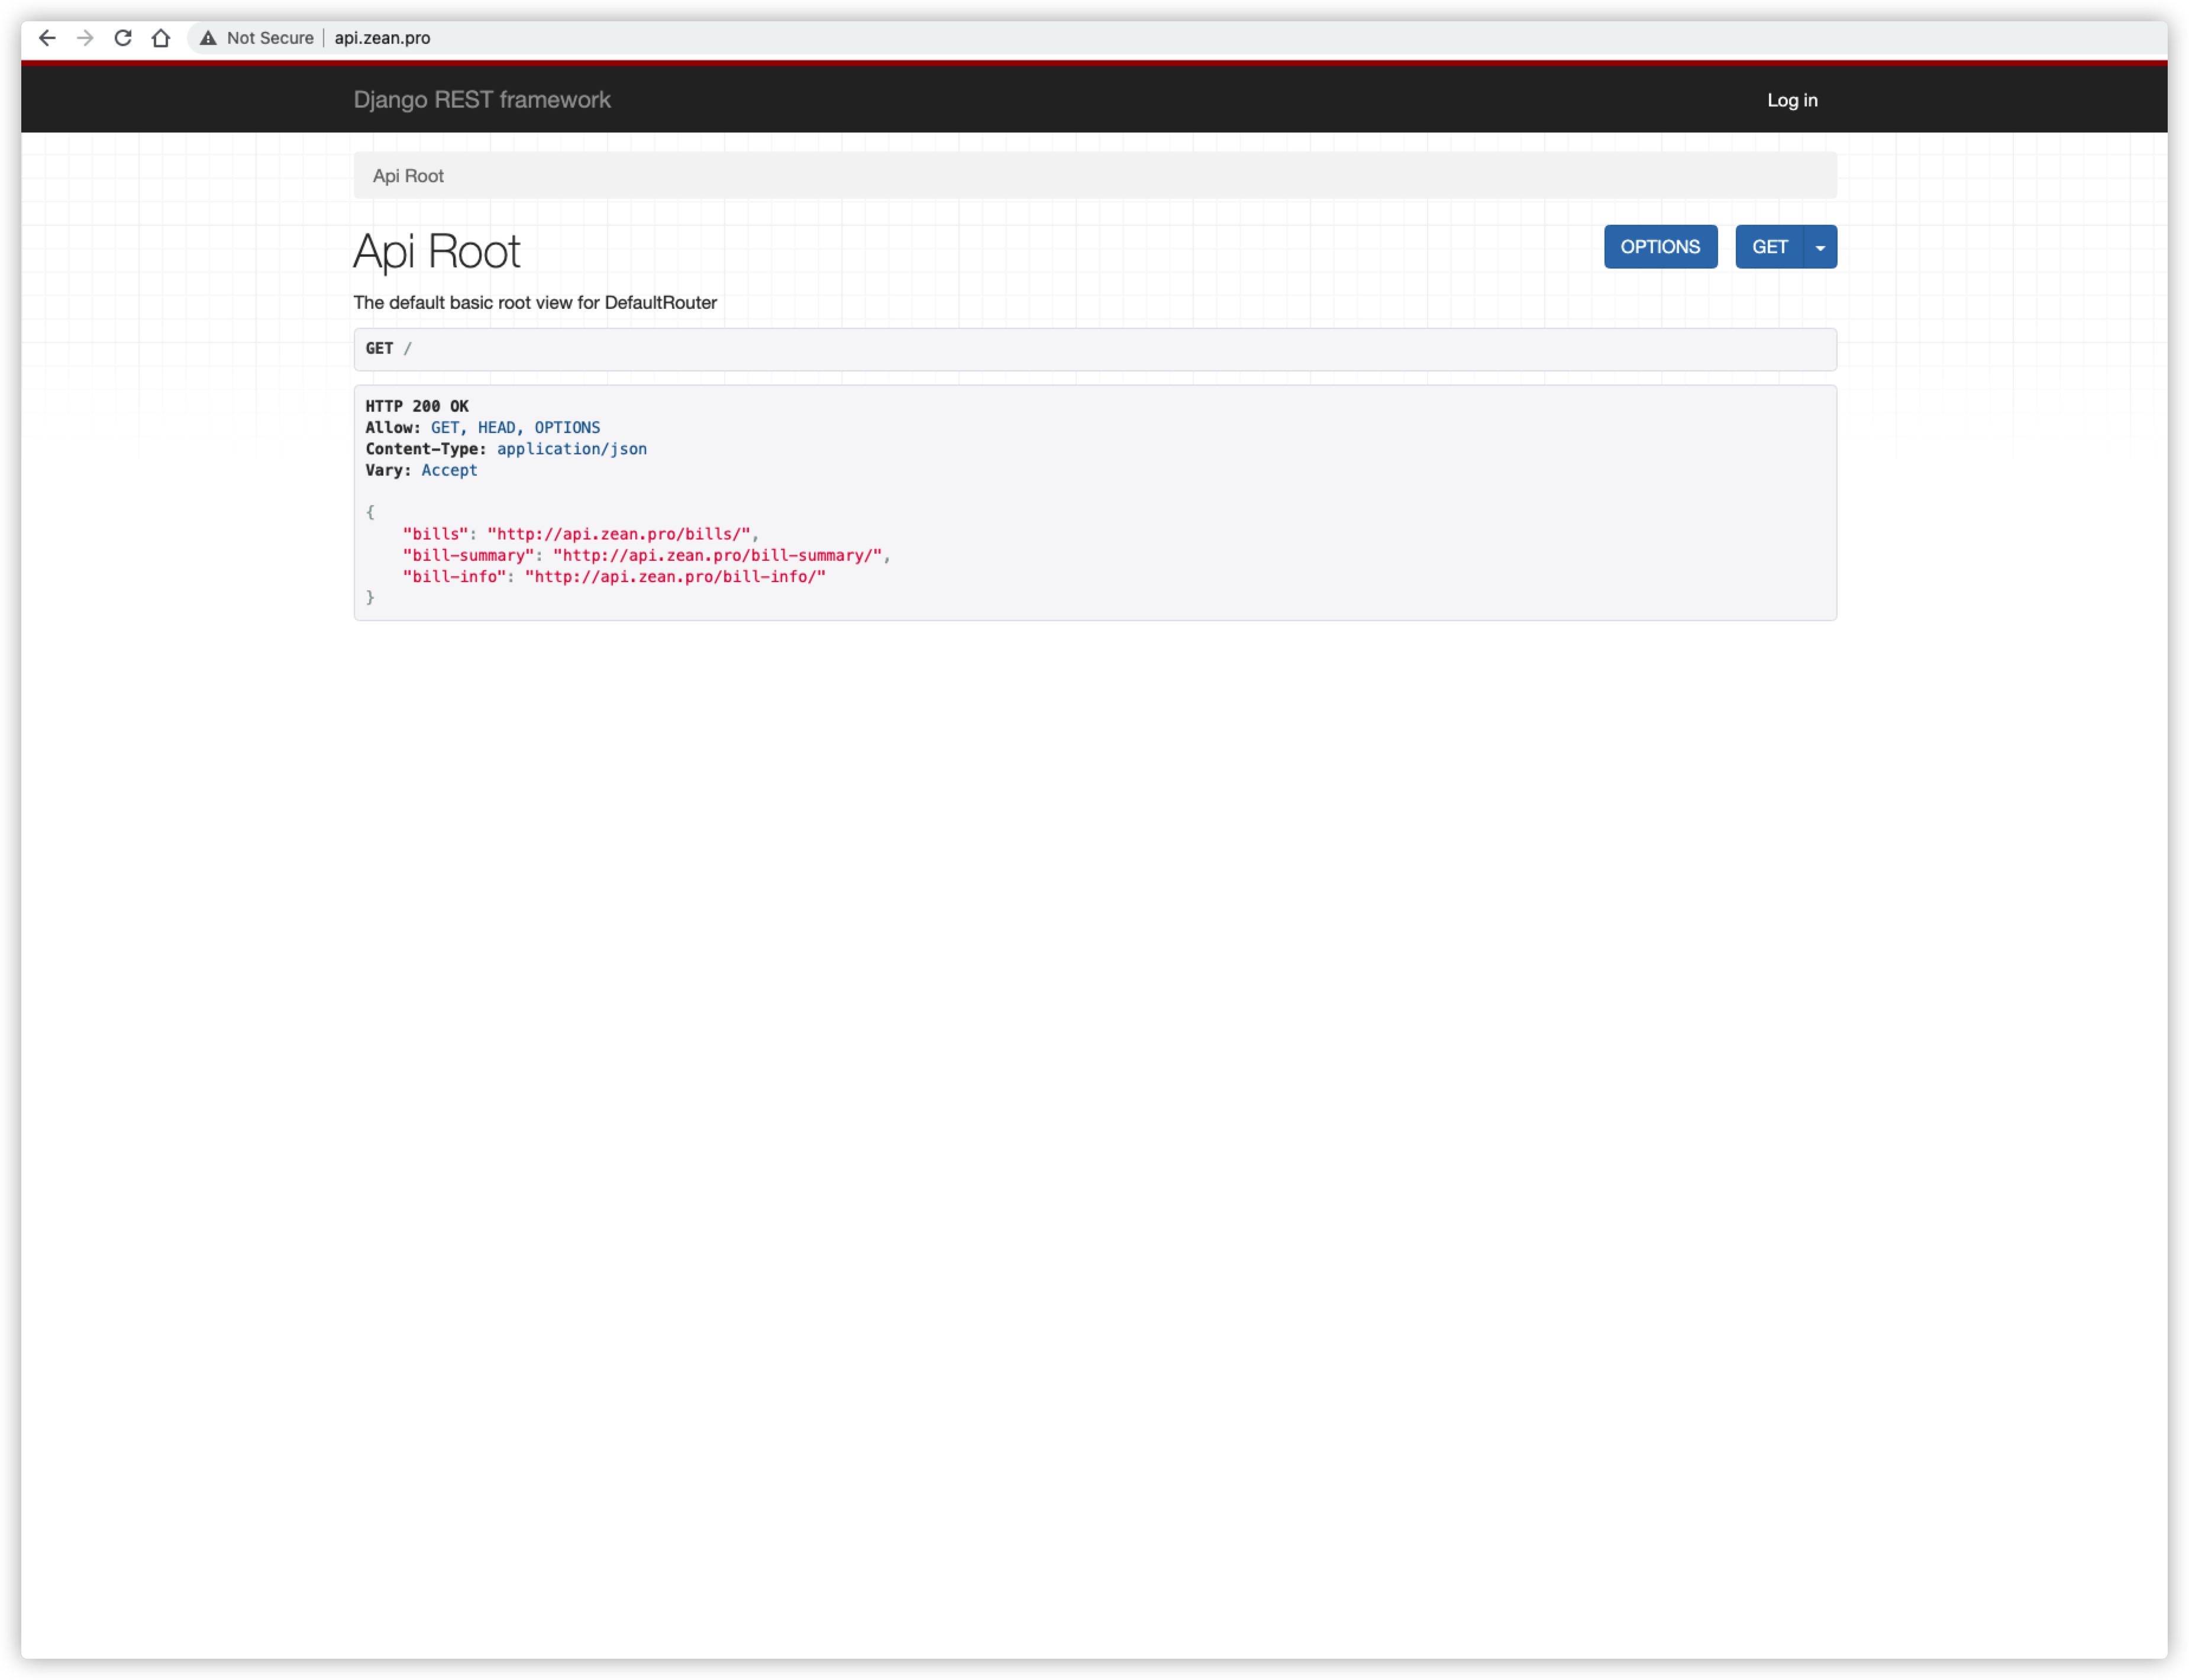 Not Secure | api.zean.pro
Django REST framework
Log in
Api Root
Api Root
OPTIONS
GET
The default basic root view for DefaultRouter
GET /
HTTP 200 OK
Allow: GET, HEAD, OPTIONS
Content-Type: application/json
Vary: Accept
{
    "bills": "http://api.zean.pro/bills/",
    "bill-summary": "http://api.zean.pro/bill-summary/",
    "bill-info": "http://api.zean.pro/bill-info/"
}